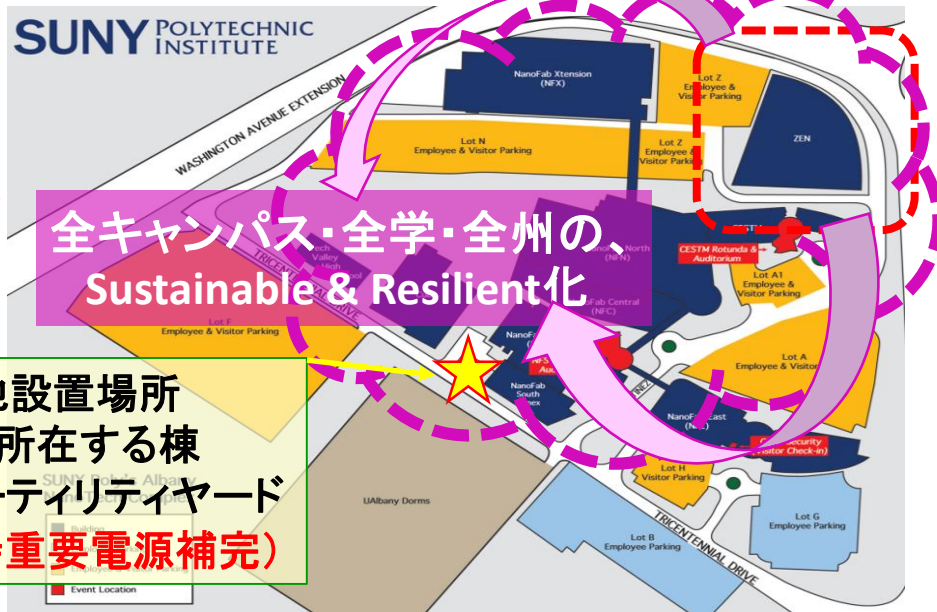 SUNY POLYTECHNIC
INSTITUTE
WASHINGTON AVENUE EXTENSION
NanoFab Xtension
(NFX)
Lot Z
Employee &
Visitor Parking
ZEN
Lot N
Employee & Visitor Parking
Lot Z
Employee &
Visitor Parking
全キャンパス・全学・全州の、
Sustainable & Resilient化
CESTM Rotunda &
Auditorium
Lot A1
Employee &
Visitor Parking
Lot F
Employee & Visitor Parking
Lot A
Employee & Visitor
NanoFab
South
NanoFab East
Lot H
Visitor Parking
設置場所
所在する棟
ーティリティヤード
重要電源補完）
UAlbany Dorms
Lot G
Employee Parking
Lot B
Employee Parking
TRICENTENNIAL DRIVE
Event Location